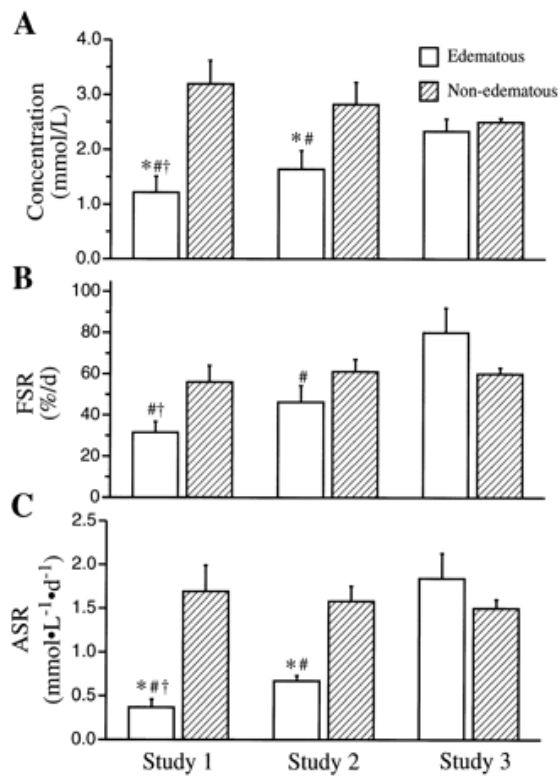 A
Concentration
(mmol/L)
4.0
3.0
2.0
1.0
0.0
Edematous
Non-edematous
*#†
*#
B
FSR
(%/d)
100
80
60
40
20
0
#†
#
C
ASR
(mmol•L⁻¹•d⁻¹)
2.5
2.0
1.5
1.0
0.5
0.0
*#†
*#
Study 1 Study 2 Study 3